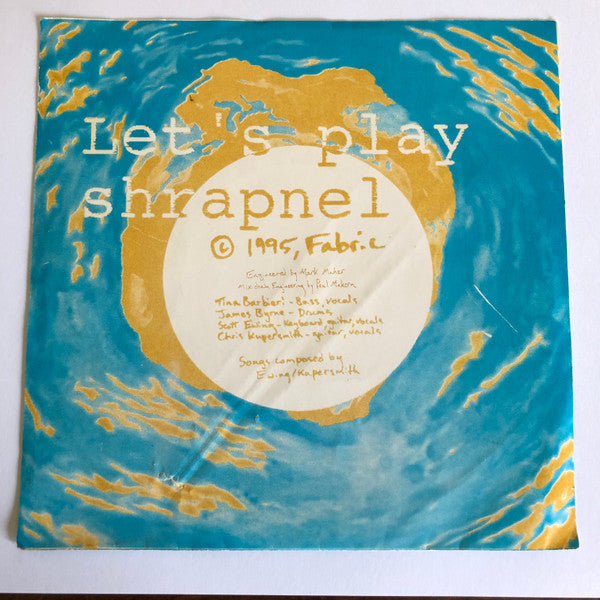 Let's play
shrapnel
© 1995, Fabric
Engineered by Mark Maher
Mix down Engineering by Paul Mahern
Tina Barbieri - Bass, vocals
James Byrne - Drums
Scott Ewing - Keyboard guitar, vocals
Chris Kupersmith - guitar, vocals
Songs composed by
Ewing/Kupersmith